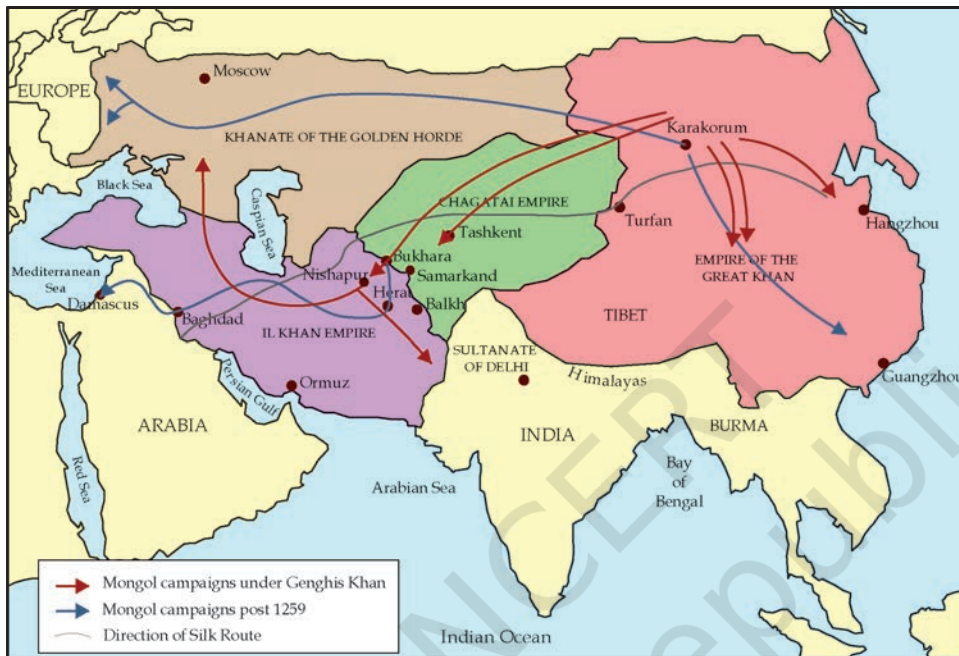 Moscow
EUROPE
KHANATE OF THE GOLDEN HORDE
Karakorum
Black Sea
Caspian Sea
CHAGATAI EMPIRE
Turfan
Hangzhou
Tashkent
Mediterranean
Sea
Nishapur
Bukhara
Samarkand
EMPIRE OF THE
GREAT KHAN
Damascus
Herat
Balkh
Baghdad
IL KHAN EMPIRE
TIBET
SULTANATE
OF DELHI
Himalayas
Guangzhou
Persian Gulf
Ormuz
ARABIA
INDIA
BURMA
Red Sea
Arabian Sea
Bay
of
Bengal
Mongol campaigns under Genghis Khan
Mongol campaigns post 1259
Direction of Silk Route
Indian Ocean
NCERT
republi